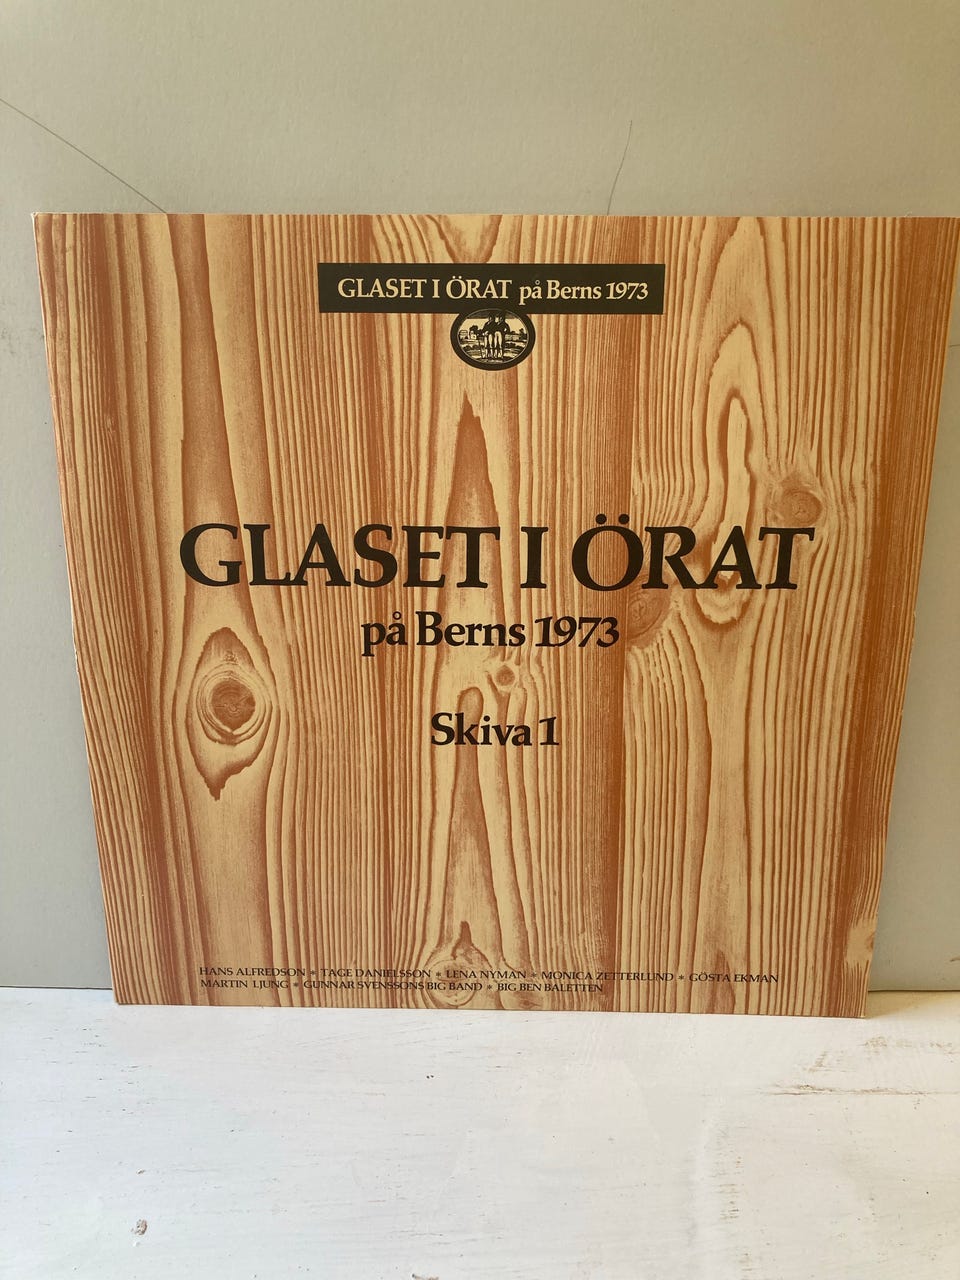 GLASET I ÖRAT på Berns 1973
GLASET I ÖRAT
på Berns 1973
Skiva 1
HANS ALFREDSON * TAGE DANIELSSON * LENA NYMAN * MONICA ZETTERLUND * GÖSTA EKMAN
MARTIN LJUNG * GUNNAR SVENSSONS BIG BAND * BIG BEN BALETTEN